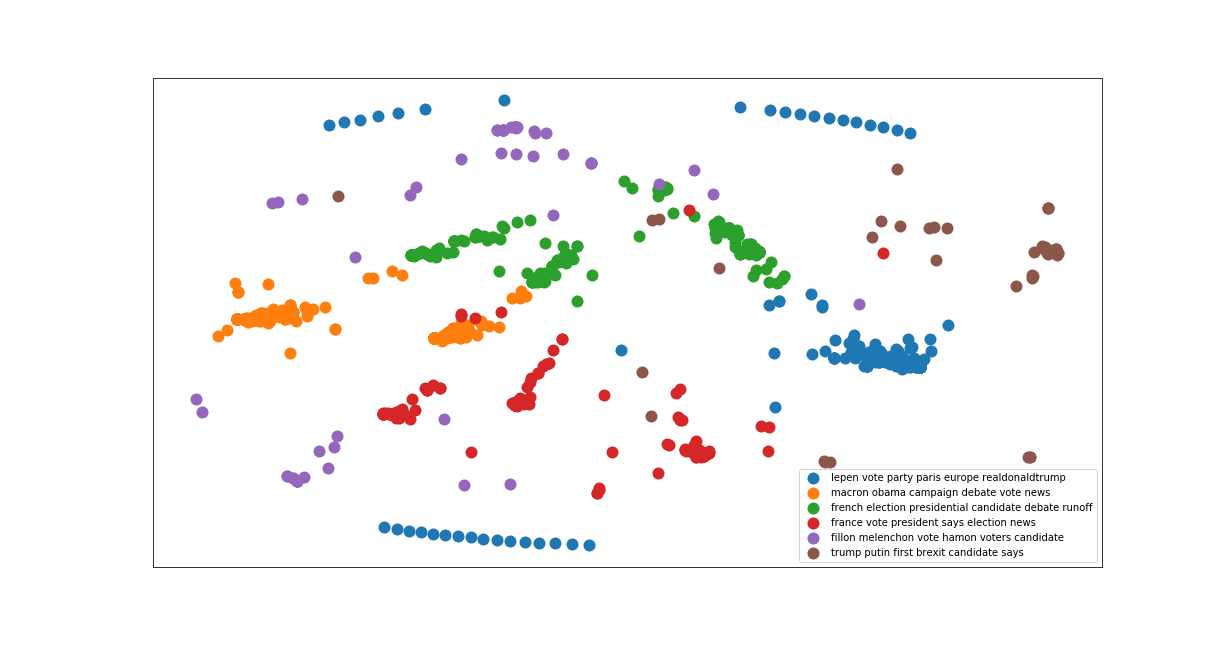 lepen vote party paris europe realdonaldtrump
macron obama campaign debate vote news
french election presidential candidate debate runoff
france vote president says election news
fillon melenchon vote hamon voters candidate
trump putin first brexit candidate says